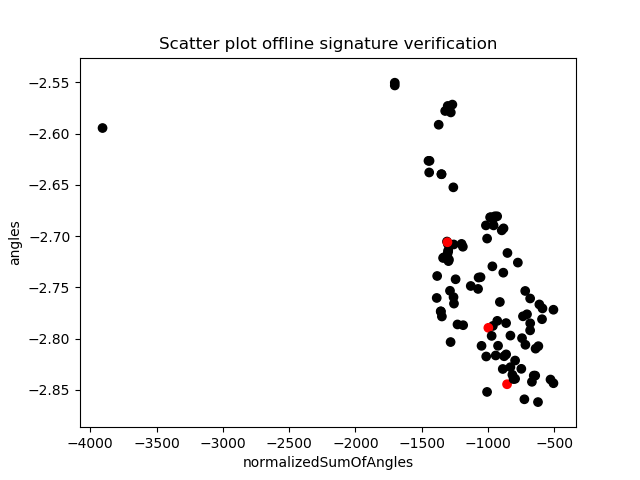 Scatter plot offline signature verification
−2.55
−2.60
−2.65
−2.70
−2.75
−2.80
−2.85
angles
−4000 −3500 −3000 −2500 −2000 −1500 −1000 −500
normalizedSumOfAngles